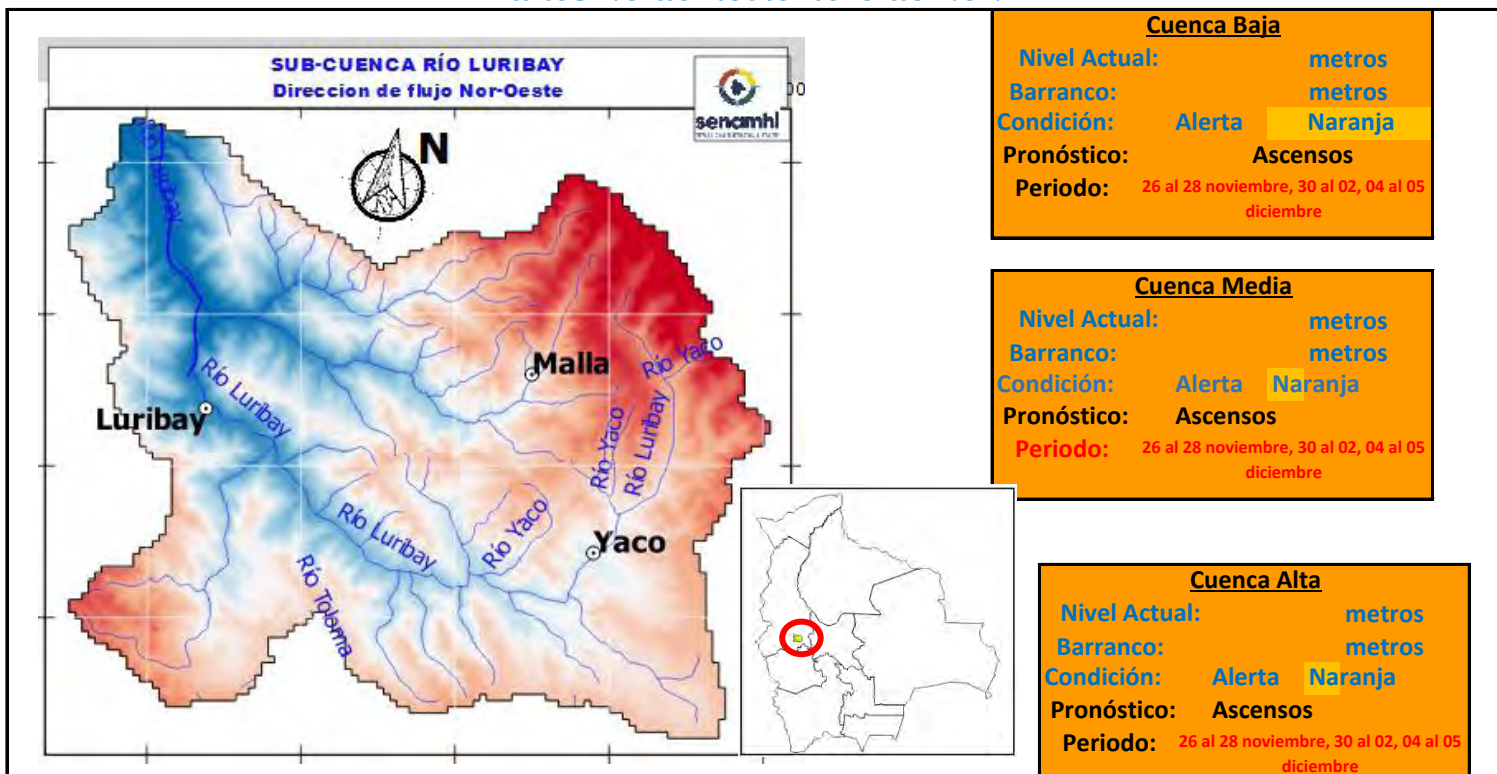 SUB-CUENCA RÍO LURIBAY
Direccion de flujo Nor-Oeste
senamhi
00
N
Luribay
Malla
Río Yaco
Río Luribay
Luribay
Río Yaco
Río Luribay
Río Luribay
Río Yaco
Yaco
Río Tolama
Cuenca Baja
Nivel Actual: metros
Barranco: metros
Condición: Alerta Naranja
Pronóstico: Ascensos
Periodo: 26 al 28 noviembre, 30 al 02, 04 al 05
diciembre
Cuenca Media
Nivel Actual: metros
Barranco: metros
Condición: Alerta Naranja
Pronóstico: Ascensos
Periodo: 26 al 28 noviembre, 30 al 02, 04 al 05
diciembre
Cuenca Alta
Nivel Actual: metros
Barranco: metros
Condición: Alerta Naranja
Pronóstico: Ascensos
Periodo: 26 al 28 noviembre, 30 al 02, 04 al 05
diciembre